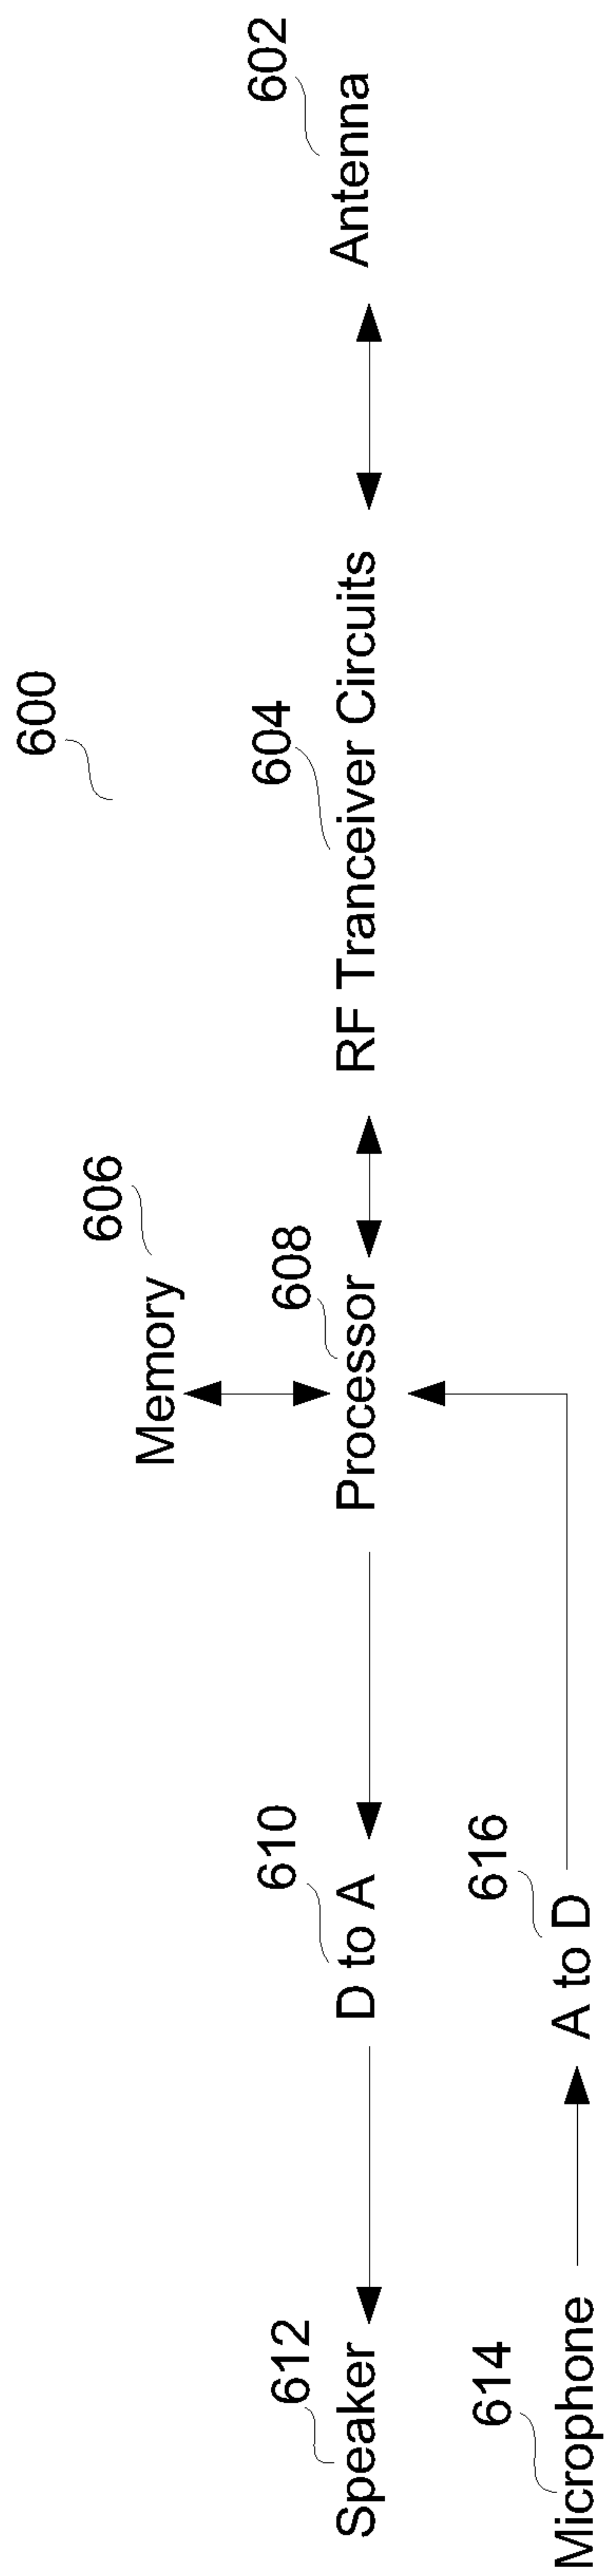 600
606
Memory
612
610
608
604
602
Speaker
D to A
Processor
RF Tranceiver Circuits
Antenna
614
616
Microphone
A to D